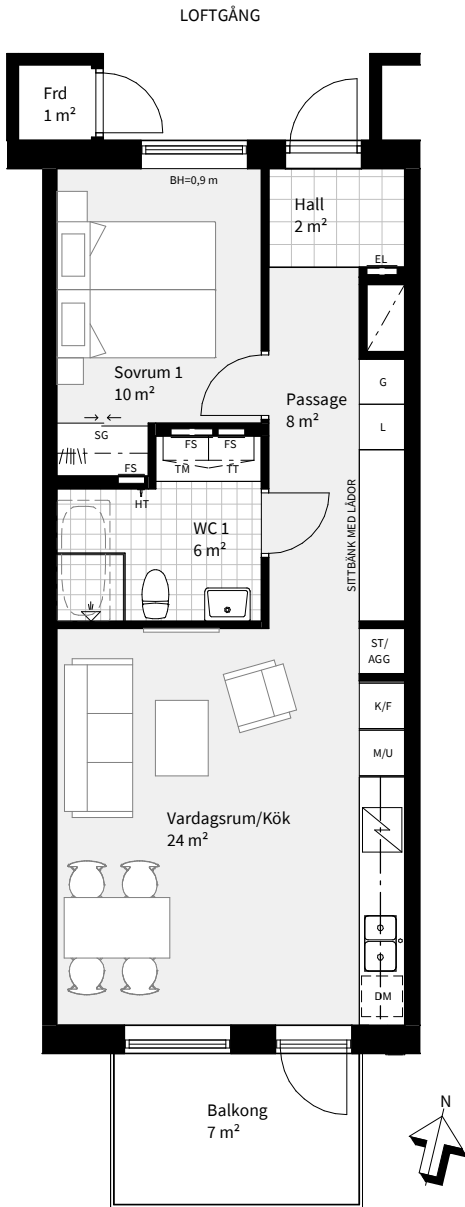 LOFTGÅNG
Frd
1 m²
BH=0,9 m
Hall
2 m²
EL
Sovrum 1
10 m²
Passage
8 m²
G
L
SG
FS
FS
FS
TM
TT
HT
WC 1
6 m²
SITTBÄNK MED LÅDOR
ST/
AGG
K/F
M/U
Vardagsrum/Kök
24 m²
DM
Balkong
7 m²
N